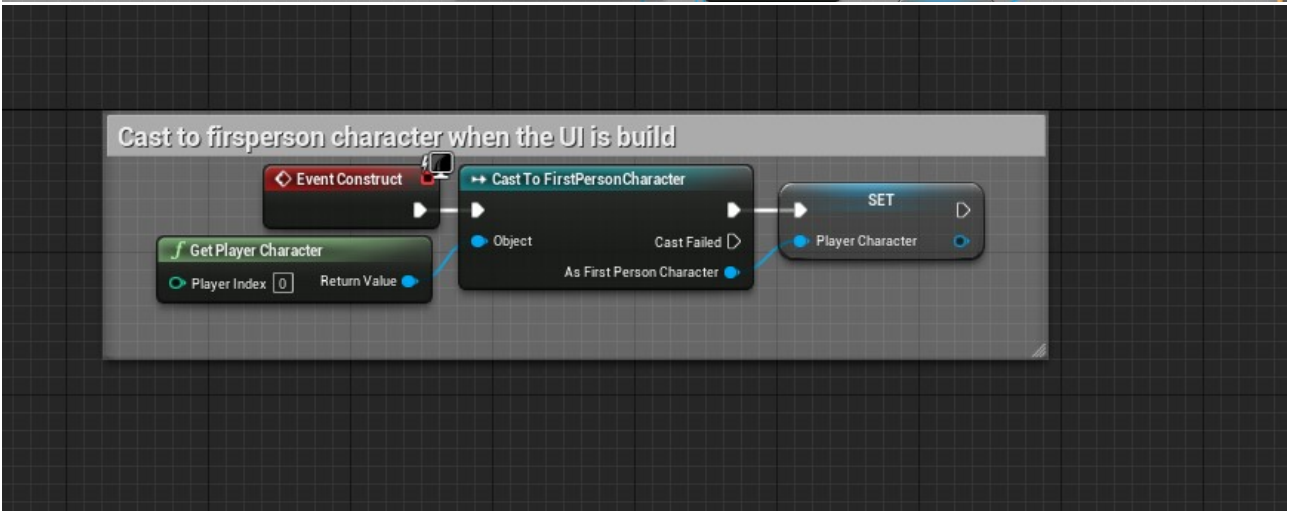 Cast to firsperson character when the UI is build
Event Construct
Cast To FirstPersonCharacter
SET
Get Player Character
Object
Cast Failed
Player Character
Player Index 0
Return Value
As First Person Character